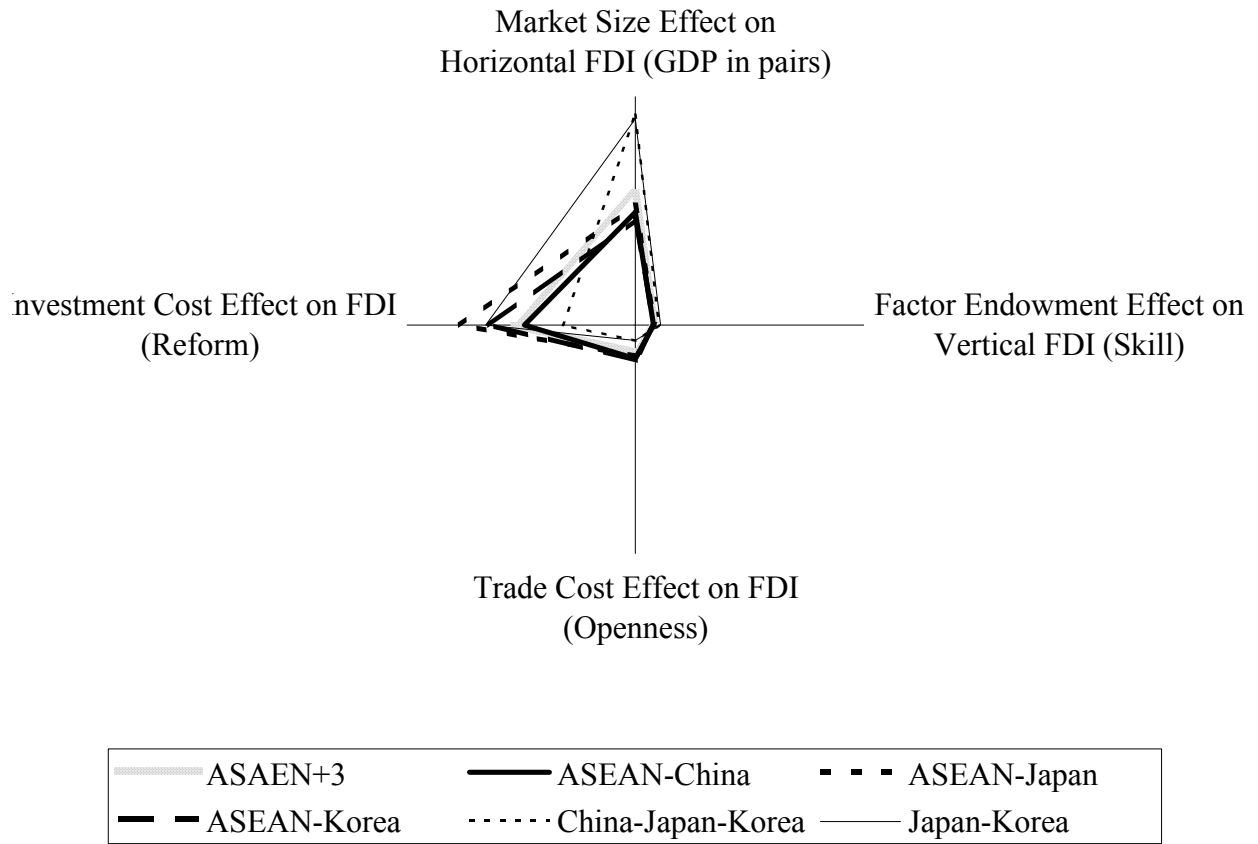 Market Size Effect on
Horizontal FDI (GDP in pairs)
nvestment Cost Effect on FDI
(Reform)
Factor Endowment Effect on
Vertical FDI (Skill)
Trade Cost Effect on FDI
(Openness)
ASAEN+3 ASEAN-China ASEAN-Japan
ASEAN-Korea China-Japan-Korea Japan-Korea